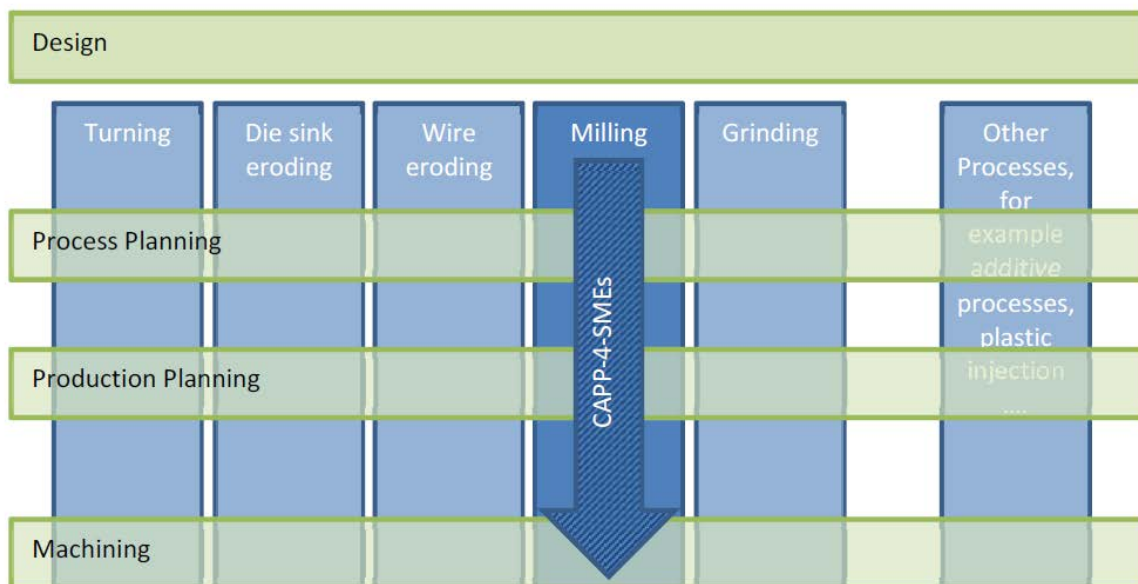 Design
Turning
Die sink
eroding
Wire
eroding
Milling
Grinding
Other
Processes,
for
example
additive
processes,
plastic
injection
....
Process Planning
Production Planning
Machining
CAPP-4-SMEs